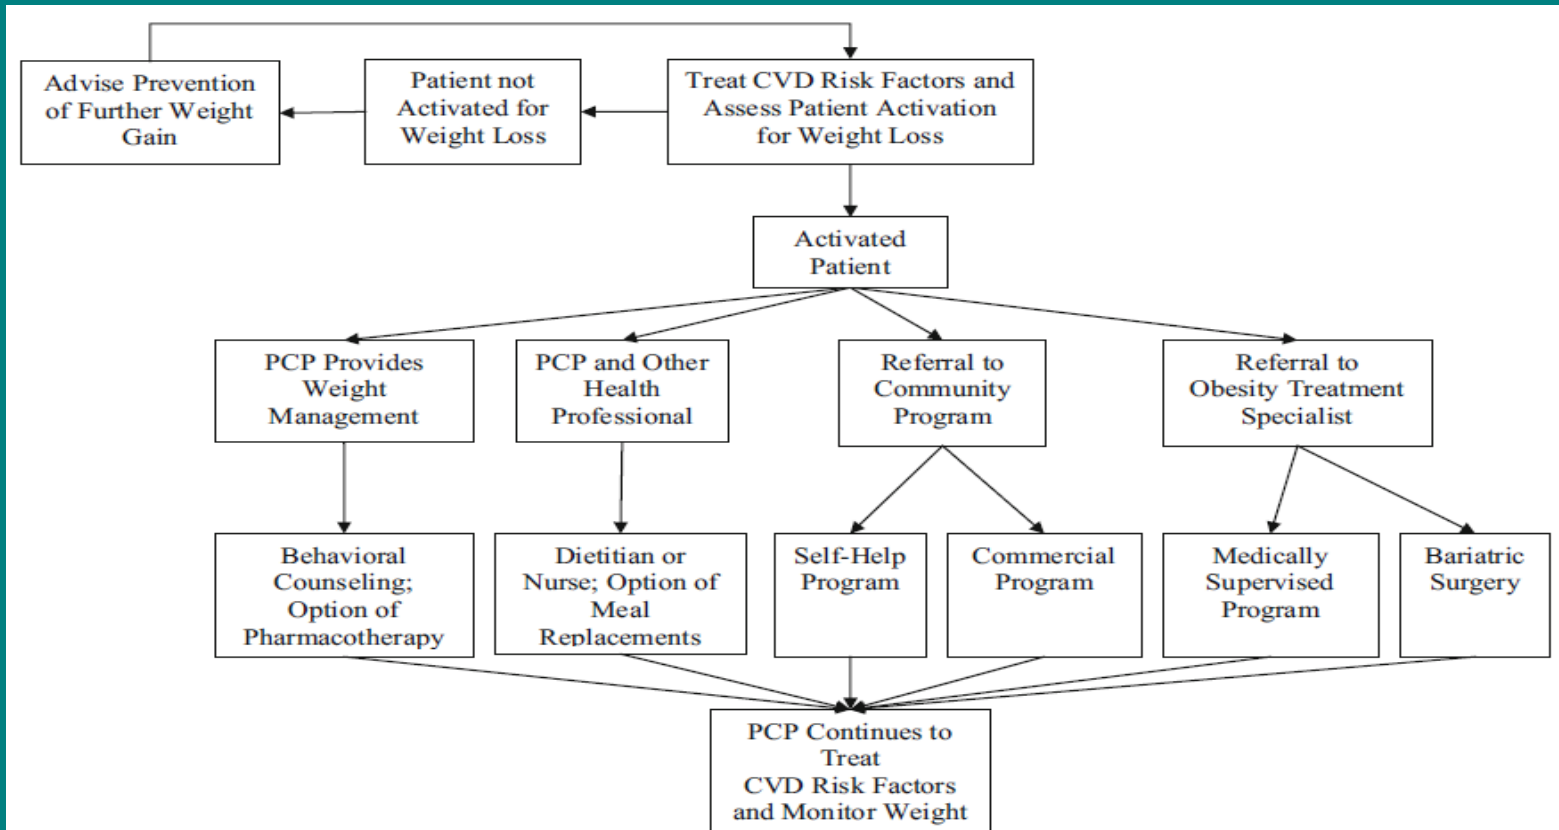 Advise Prevention
of Further Weight
Gain
Patient not
Activated for
Weight Loss
Treat CVD Risk Factors and
Assess Patient Activation
for Weight Loss
Activated
Patient
PCP Provides
Weight
Management
PCP and Other
Health
Professional
Referral to
Community
Program
Referral to
Obesity Treatment
Specialist
Behavioral
Counseling;
Option of
Pharmacotherapy
Dietitian or
Nurse; Option of
Meal
Replacements
Self-Help
Program
Commercial
Program
Medically
Supervised
Program
Bariatric
Surgery
PCP Continues to
Treat
CVD Risk Factors
and Monitor Weight